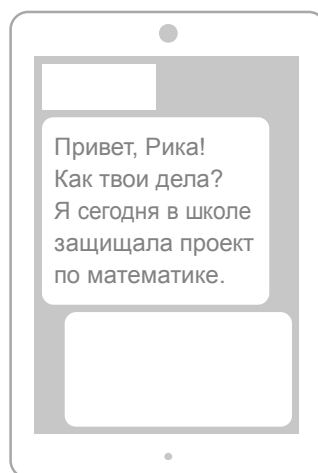 Привет, Рика!
Как твои дела?
Я сегодня в школе
защищала проект
по математике.